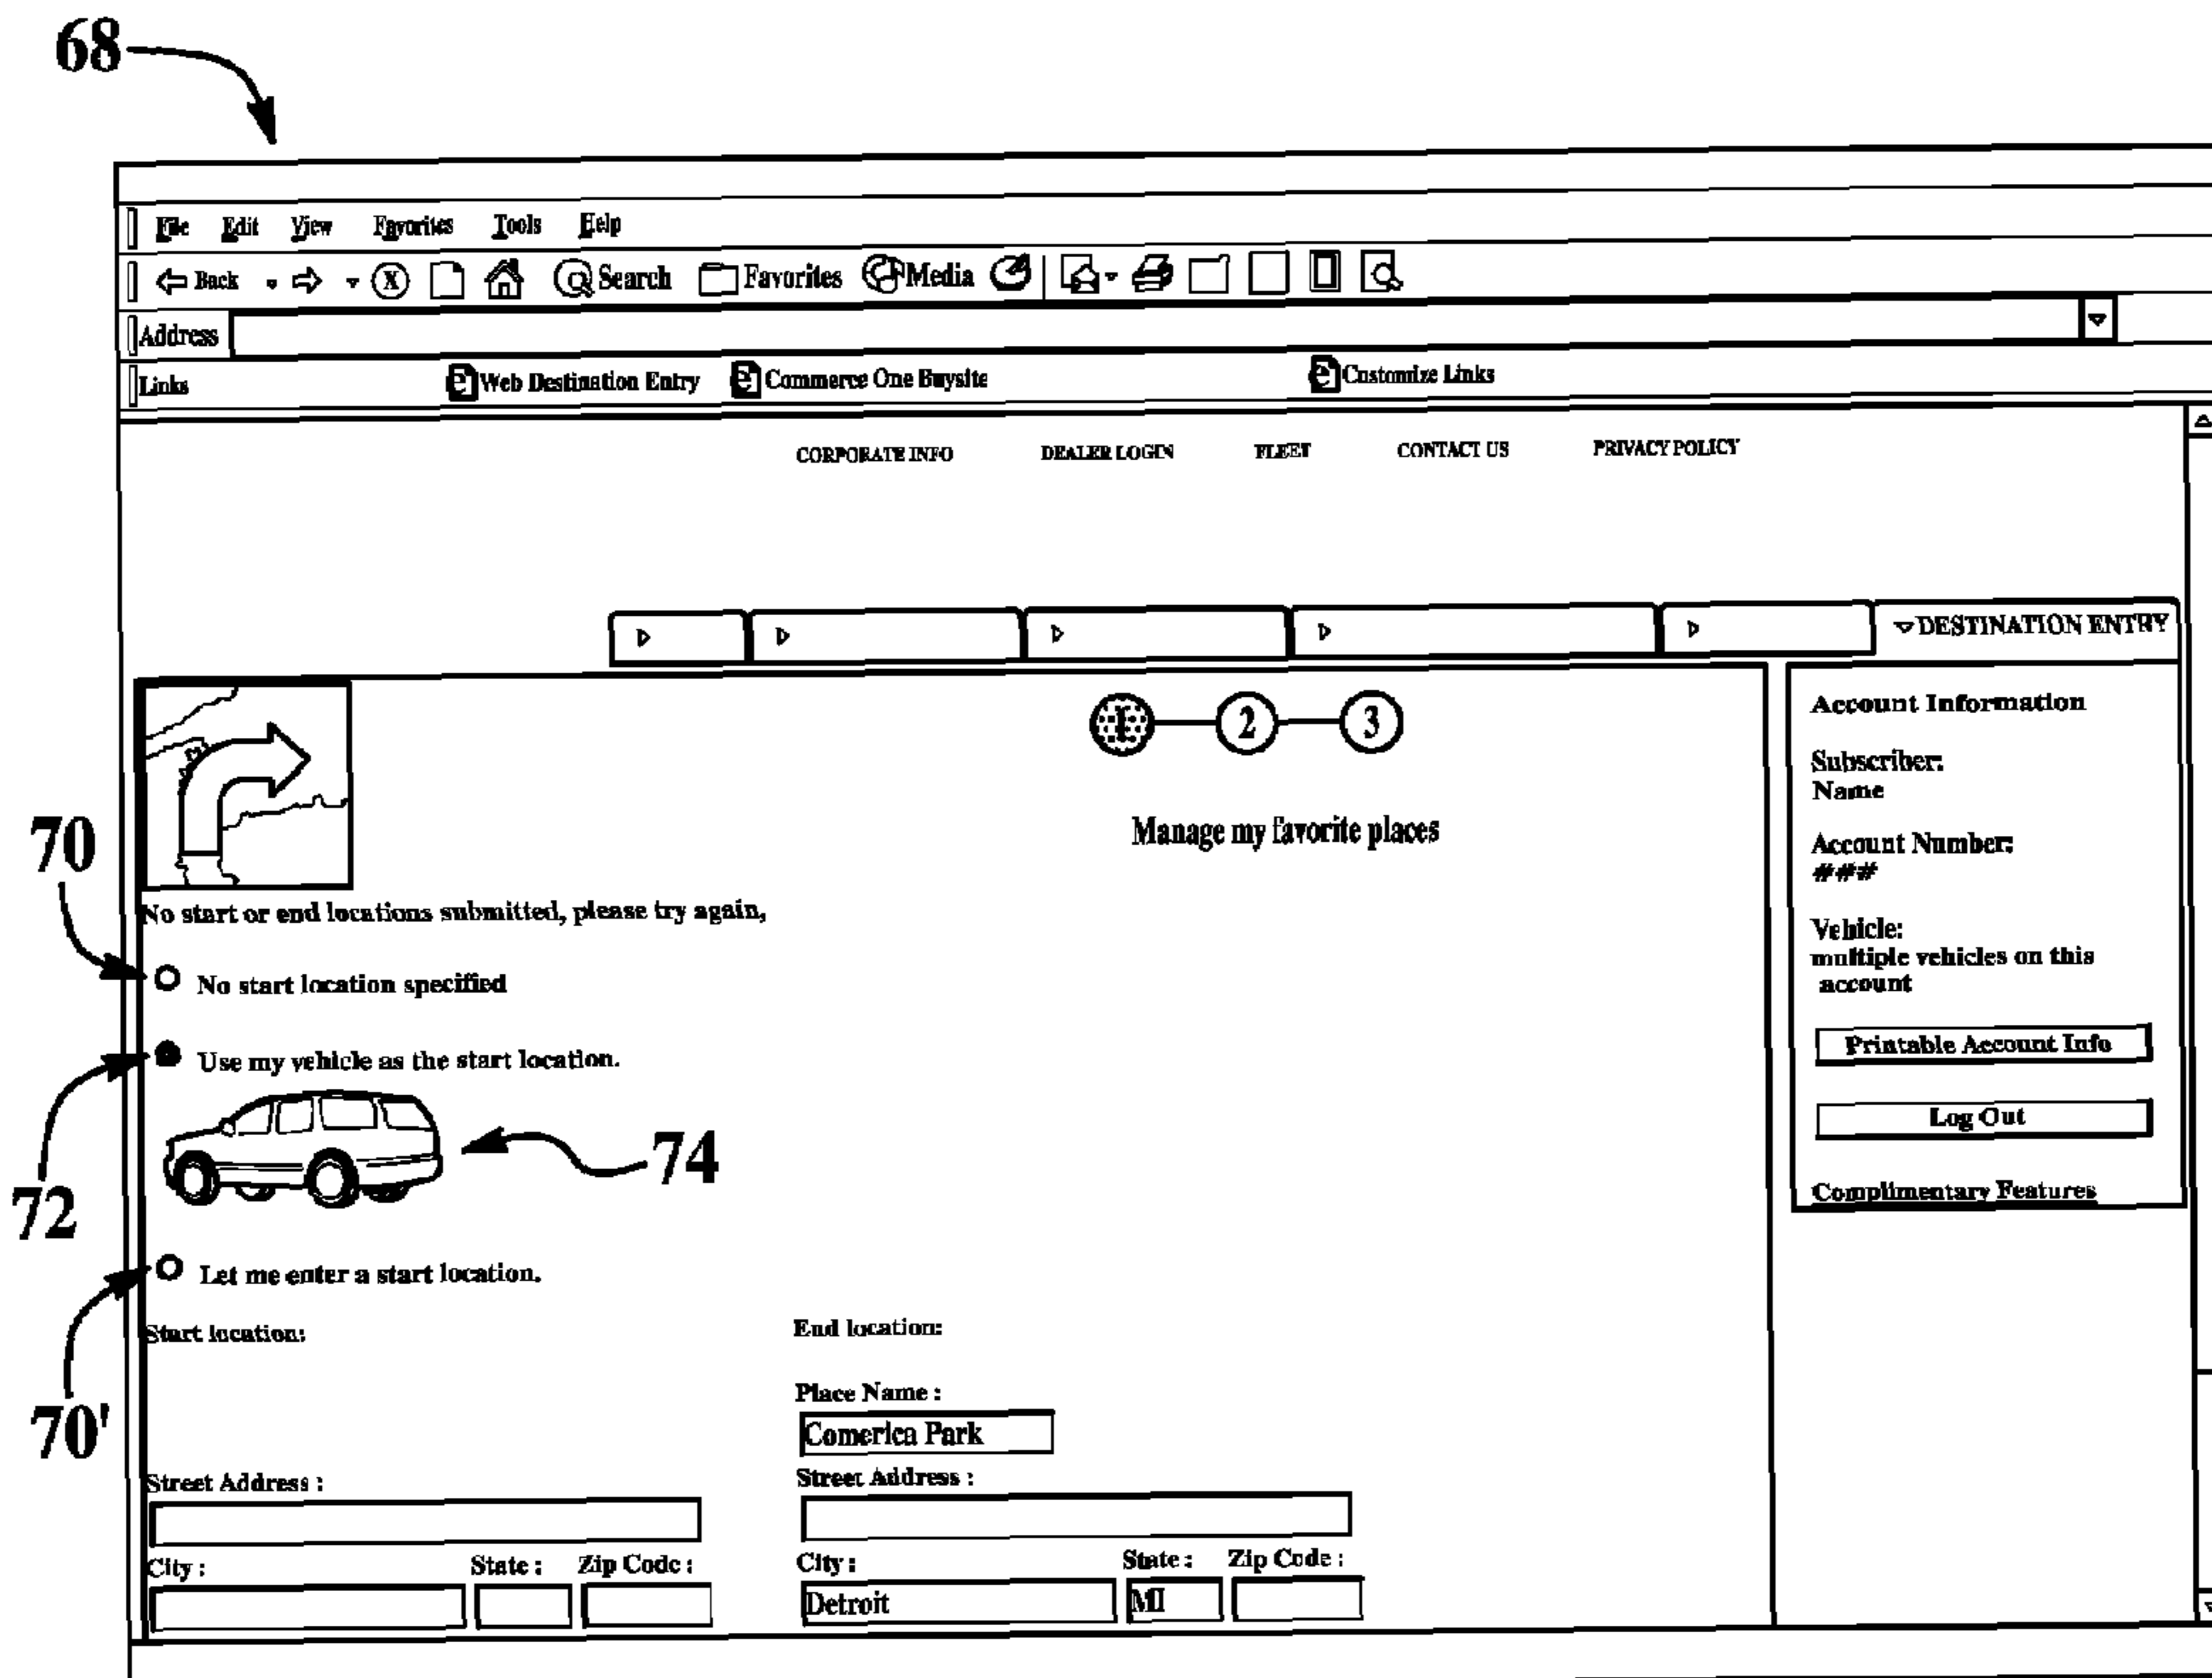 68
File Edit View Favorites Tools Help
Back X Search Favorites Media
Address
Links Web Destination Entry Commerce One Buysite Customize Links
CORPORATE INFO DEALER LOGIN FLEET CONTACT US PRIVACY POLICY
DESTINATION ENTRY
1 2 3
Manage my favorite places
Account Information
Subscriber:
Name
Account Number:
###
Vehicle:
multiple vehicles on this
account
Printable Account Info
Log Out
Complimentary Features
70
No start or end locations submitted, please try again,
No start location specified
Use my vehicle as the start location.
72
74
Let me enter a start location.
70'
Start location:
Street Address :
City : State : Zip Code :
End location:
Place Name :
Comerica Park
Street Address :
City : State : Zip Code :
Detroit MI